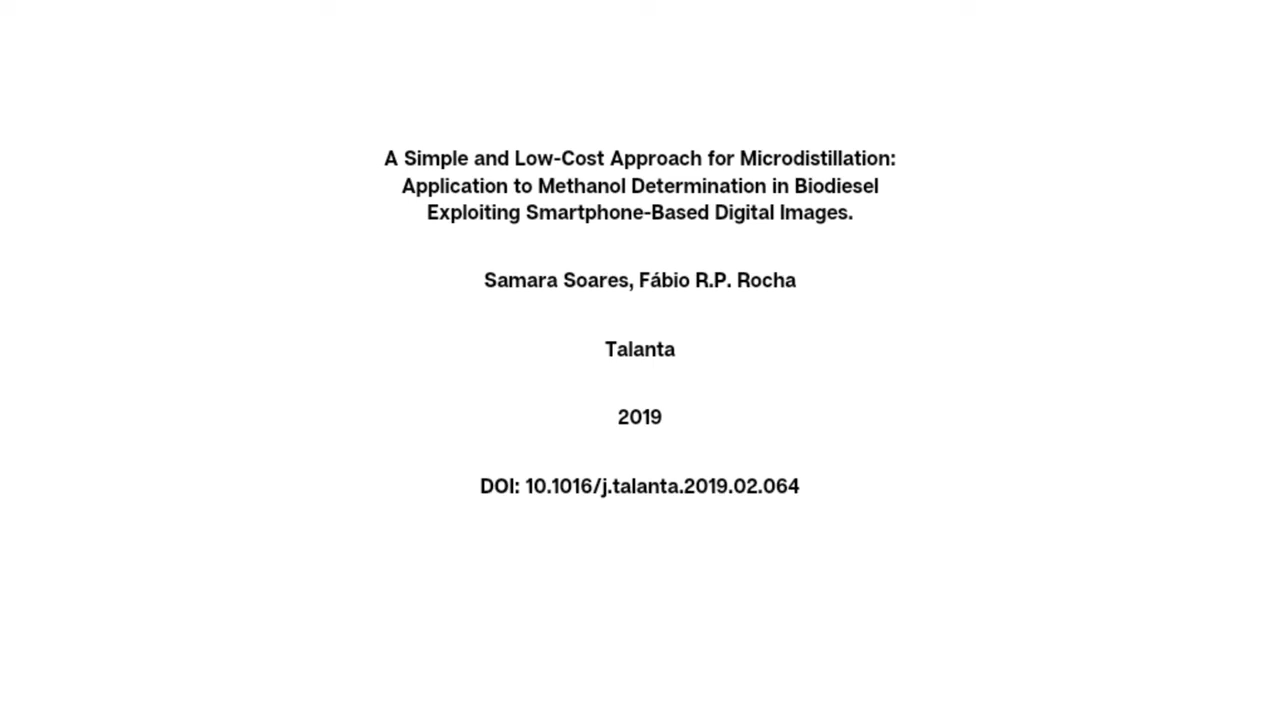 A Simple and Low-Cost Approach for Microdistillation:
Application to Methanol Determination in Biodiesel
Exploiting Smartphone-Based Digital Images.
Samara Soares, Fábio R.P. Rocha
Talanta
2019
DOI: 10.1016/j.talanta.2019.02.064